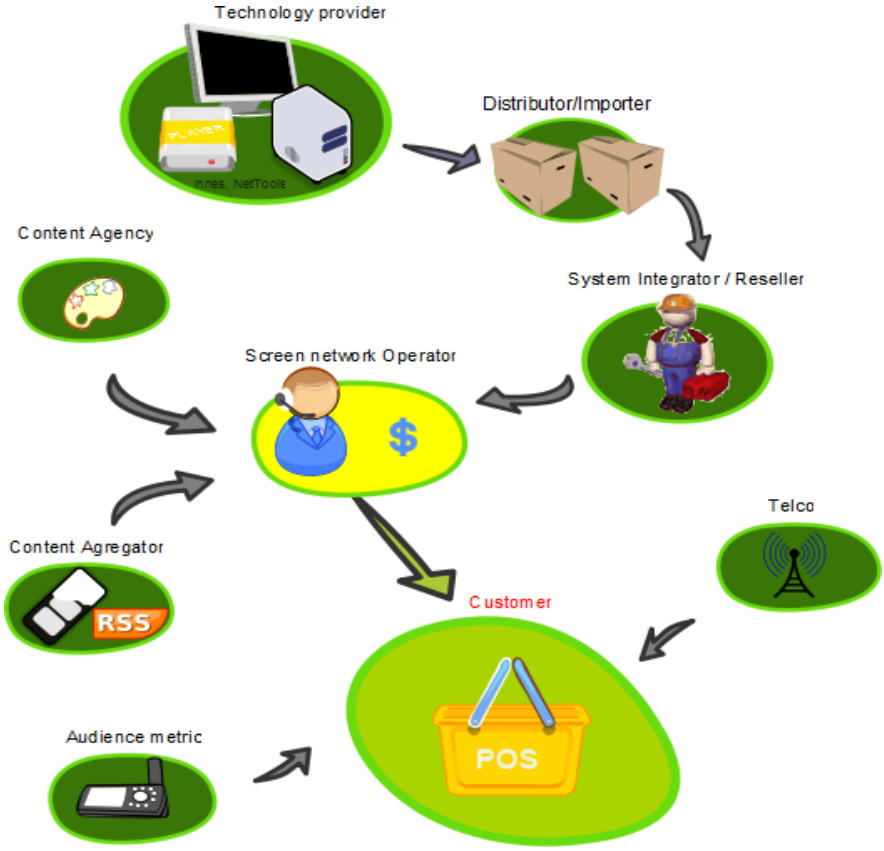 Technology provider
PLAYER
Innes, NetTools
Distributor/Importer
Content Agency
System Integrator / Reseller
Screen network Operator
$
Telco
Content Agregator
RSS
Customer
POS
Audience metric